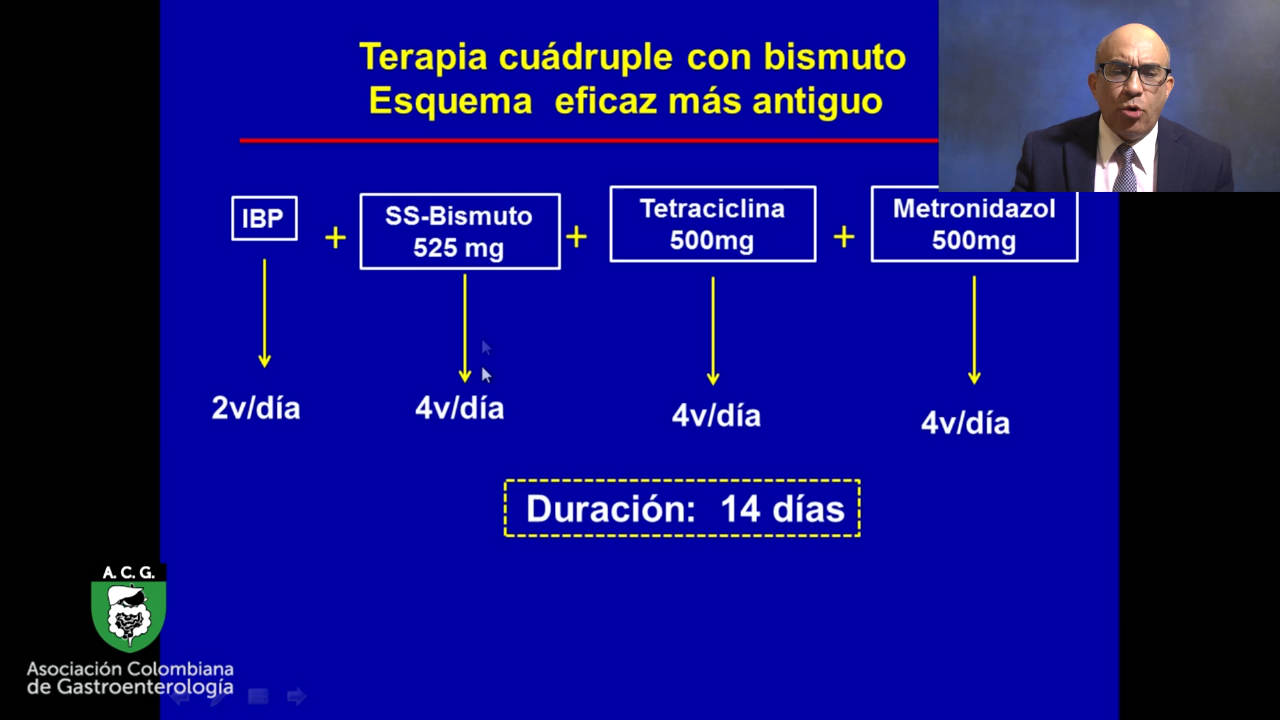 Terapia cuádruple con bismuto
Esquema eficaz más antiguo
IBP
+
SS-Bismuto
525 mg
+
Tetraciclina
500mg
+
Metronidazol
500mg
2v/día
4v/día
4v/día
4v/día
Duración: 14 días
A. C. G.
Asociación Colombiana
de Gastroenterología